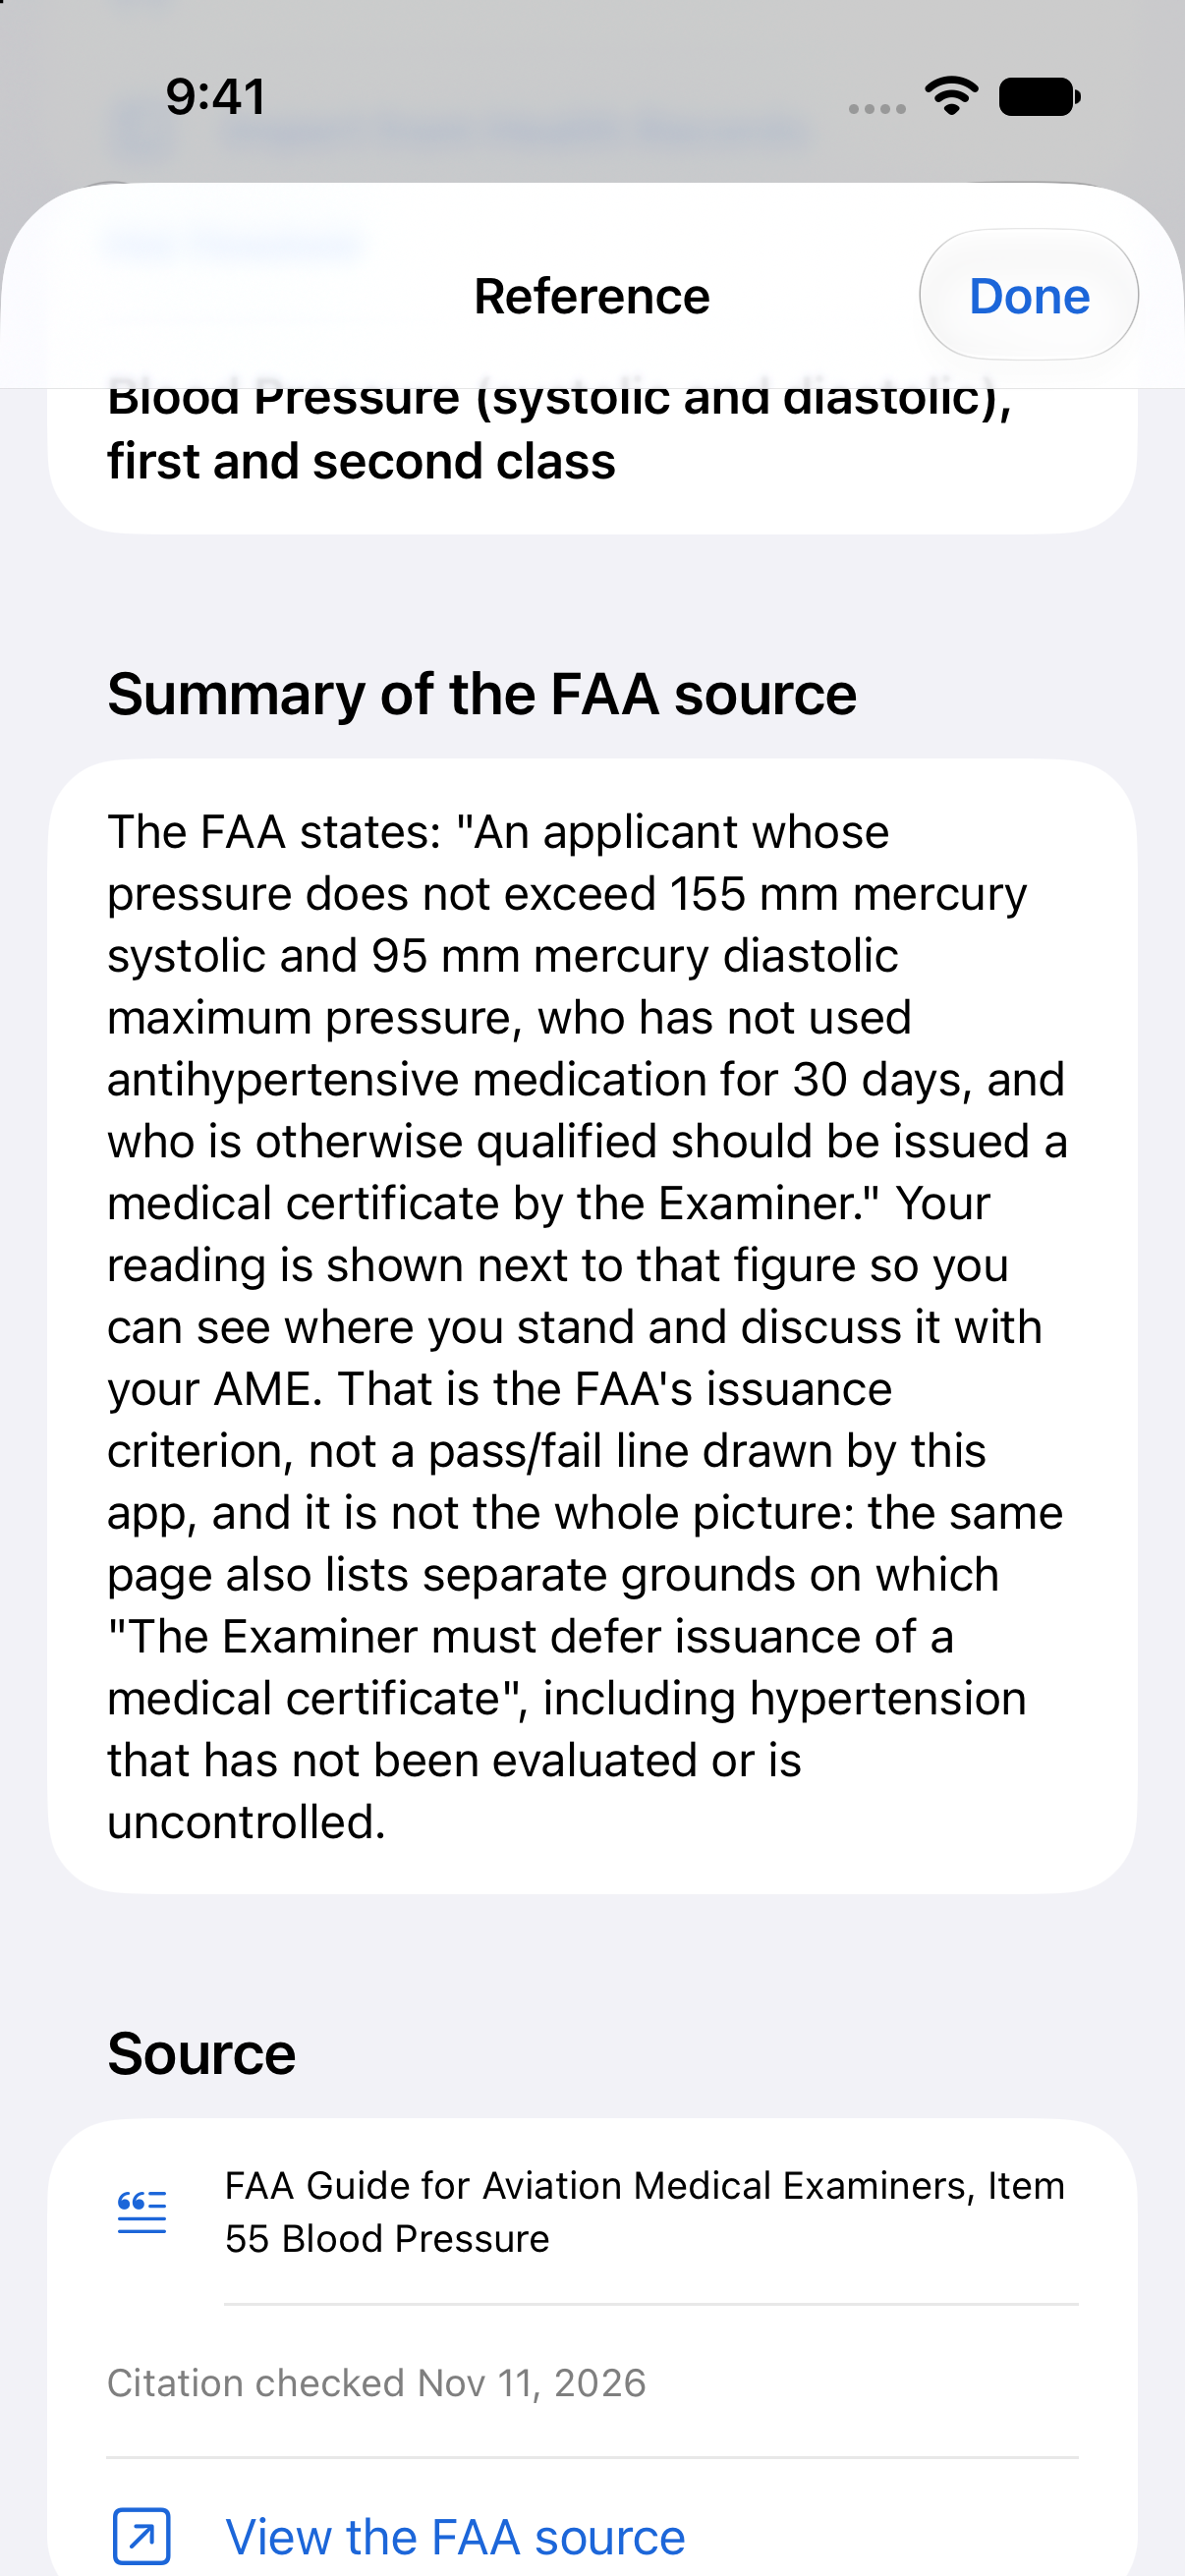 9:41
Reference
Done
Blood Pressure (systolic and diastolic),
first and second class
Summary of the FAA source
The FAA states: "An applicant whose
pressure does not exceed 155 mm mercury
systolic and 95 mm mercury diastolic
maximum pressure, who has not used
antihypertensive medication for 30 days, and
who is otherwise qualified should be issued a
medical certificate by the Examiner." Your
reading is shown next to that figure so you
can see where you stand and discuss it with
your AME. That is the FAA's issuance
criterion, not a pass/fail line drawn by this
app, and it is not the whole picture: the same
page also lists separate grounds on which
"The Examiner must defer issuance of a
medical certificate", including hypertension
that has not been evaluated or is
uncontrolled.
Source
FAA Guide for Aviation Medical Examiners, Item
55 Blood Pressure
Citation checked Nov 11, 2026
View the FAA source